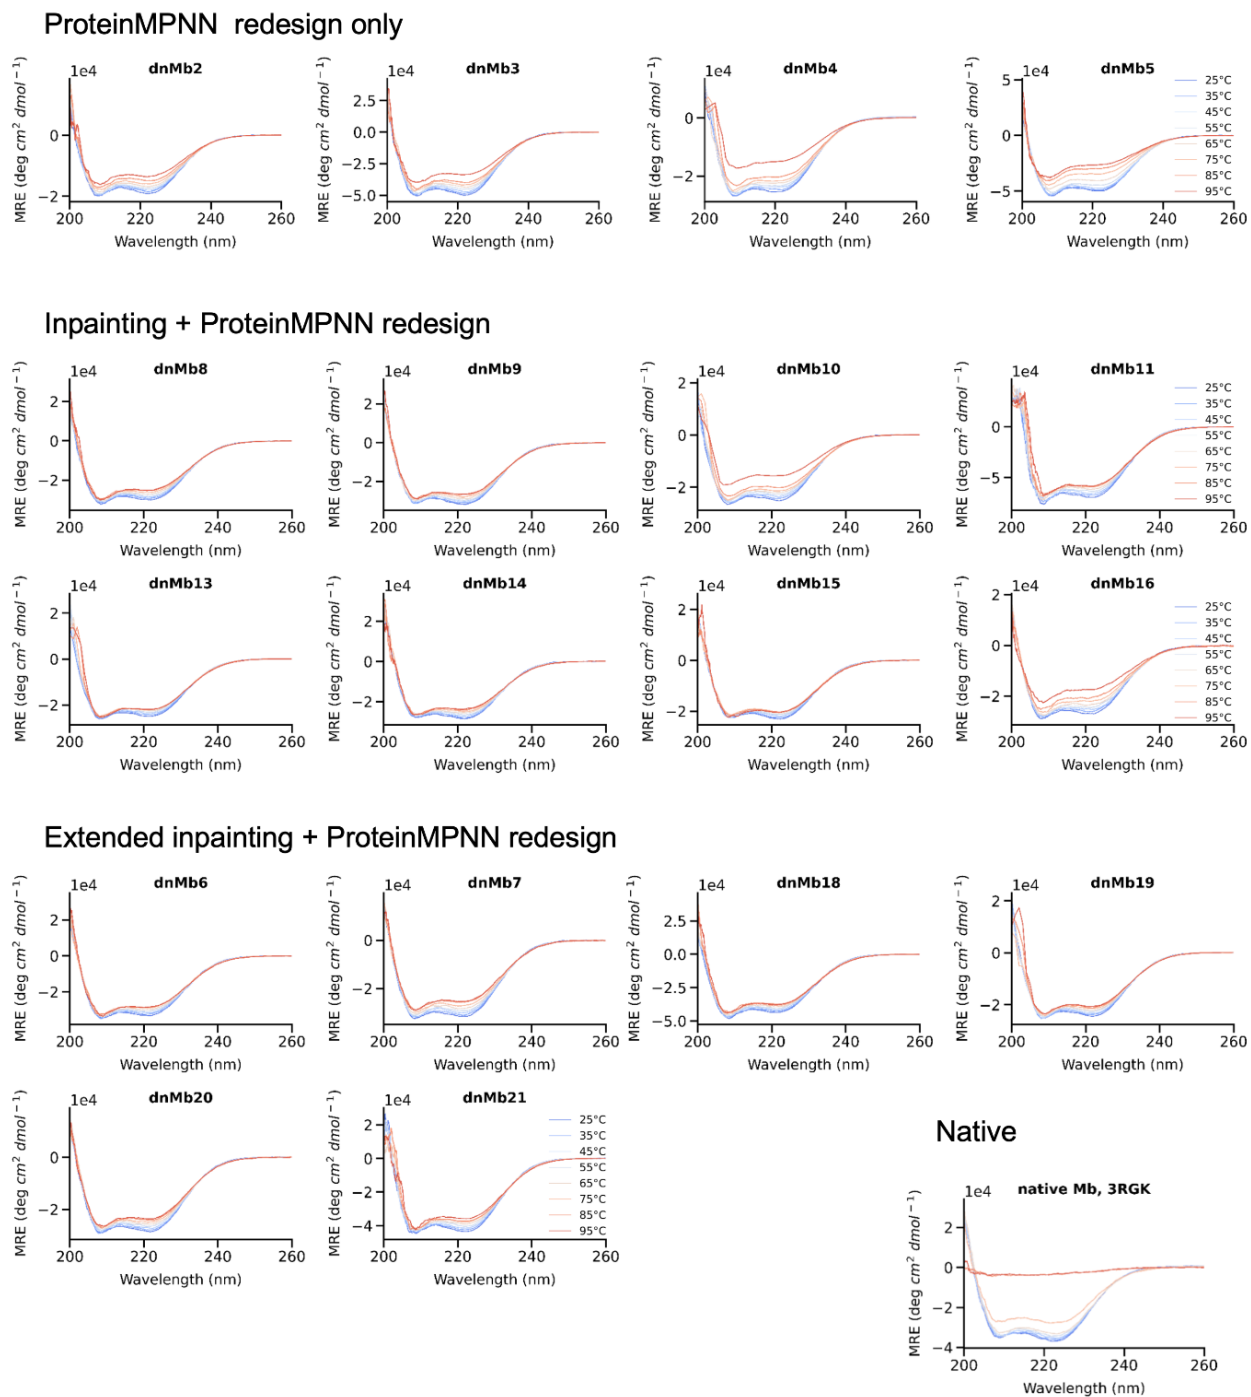 ProteinMPNN redesign only
1e4 dnMb2
MRE (deg cm² dmol⁻¹)
0
−2
200 220 240 260
Wavelength (nm)
1e4 dnMb3
MRE (deg cm² dmol⁻¹)
2.5
0.0
−2.5
−5.0
200 220 240 260
Wavelength (nm)
1e4 dnMb4
MRE (deg cm² dmol⁻¹)
0
−2
200 220 240 260
Wavelength (nm)
1e4 dnMb5
MRE (deg cm² dmol⁻¹)
5
0
−5
200 220 240 260
Wavelength (nm)
25°C
35°C
45°C
55°C
65°C
75°C
85°C
95°C
Inpainting + ProteinMPNN redesign
1e4 dnMb8
MRE (deg cm² dmol⁻¹)
2
0
−2
200 220 240 260
Wavelength (nm)
1e4 dnMb9
MRE (deg cm² dmol⁻¹)
2
0
−2
200 220 240 260
Wavelength (nm)
1e4 dnMb10
MRE (deg cm² dmol⁻¹)
2
0
−2
200 220 240 260
Wavelength (nm)
1e4 dnMb11
MRE (deg cm² dmol⁻¹)
0
−5
200 220 240 260
Wavelength (nm)
25°C
35°C
45°C
55°C
65°C
75°C
85°C
95°C
1e4 dnMb13
MRE (deg cm² dmol⁻¹)
2
0
−2
200 220 240 260
Wavelength (nm)
1e4 dnMb14
MRE (deg cm² dmol⁻¹)
2
0
−2
200 220 240 260
Wavelength (nm)
1e4 dnMb15
MRE (deg cm² dmol⁻¹)
2
0
−2
200 220 240 260
Wavelength (nm)
1e4 dnMb16
MRE (deg cm² dmol⁻¹)
2
0
−2
200 220 240 260
Wavelength (nm)
25°C
35°C
45°C
55°C
65°C
75°C
85°C
95°C
Extended inpainting + ProteinMPNN redesign
1e4 dnMb6
MRE (deg cm² dmol⁻¹)
2
0
−2
200 220 240 260
Wavelength (nm)
1e4 dnMb7
MRE (deg cm² dmol⁻¹)
0
−2
200 220 240 260
Wavelength (nm)
1e4 dnMb18
MRE (deg cm² dmol⁻¹)
2.5
0.0
−2.5
−5.0
200 220 240 260
Wavelength (nm)
1e4 dnMb19
MRE (deg cm² dmol⁻¹)
2
0
−2
200 220 240 260
Wavelength (nm)
1e4 dnMb20
MRE (deg cm² dmol⁻¹)
0
−2
200 220 240 260
Wavelength (nm)
1e4 dnMb21
MRE (deg cm² dmol⁻¹)
2
0
−2
−4
200 220 240 260
Wavelength (nm)
25°C
35°C
45°C
55°C
65°C
75°C
85°C
95°C
Native
1e4 native Mb, 3RGK
MRE (deg cm² dmol⁻¹)
2
0
−2
−4
200 220 240 260
Wavelength (nm)